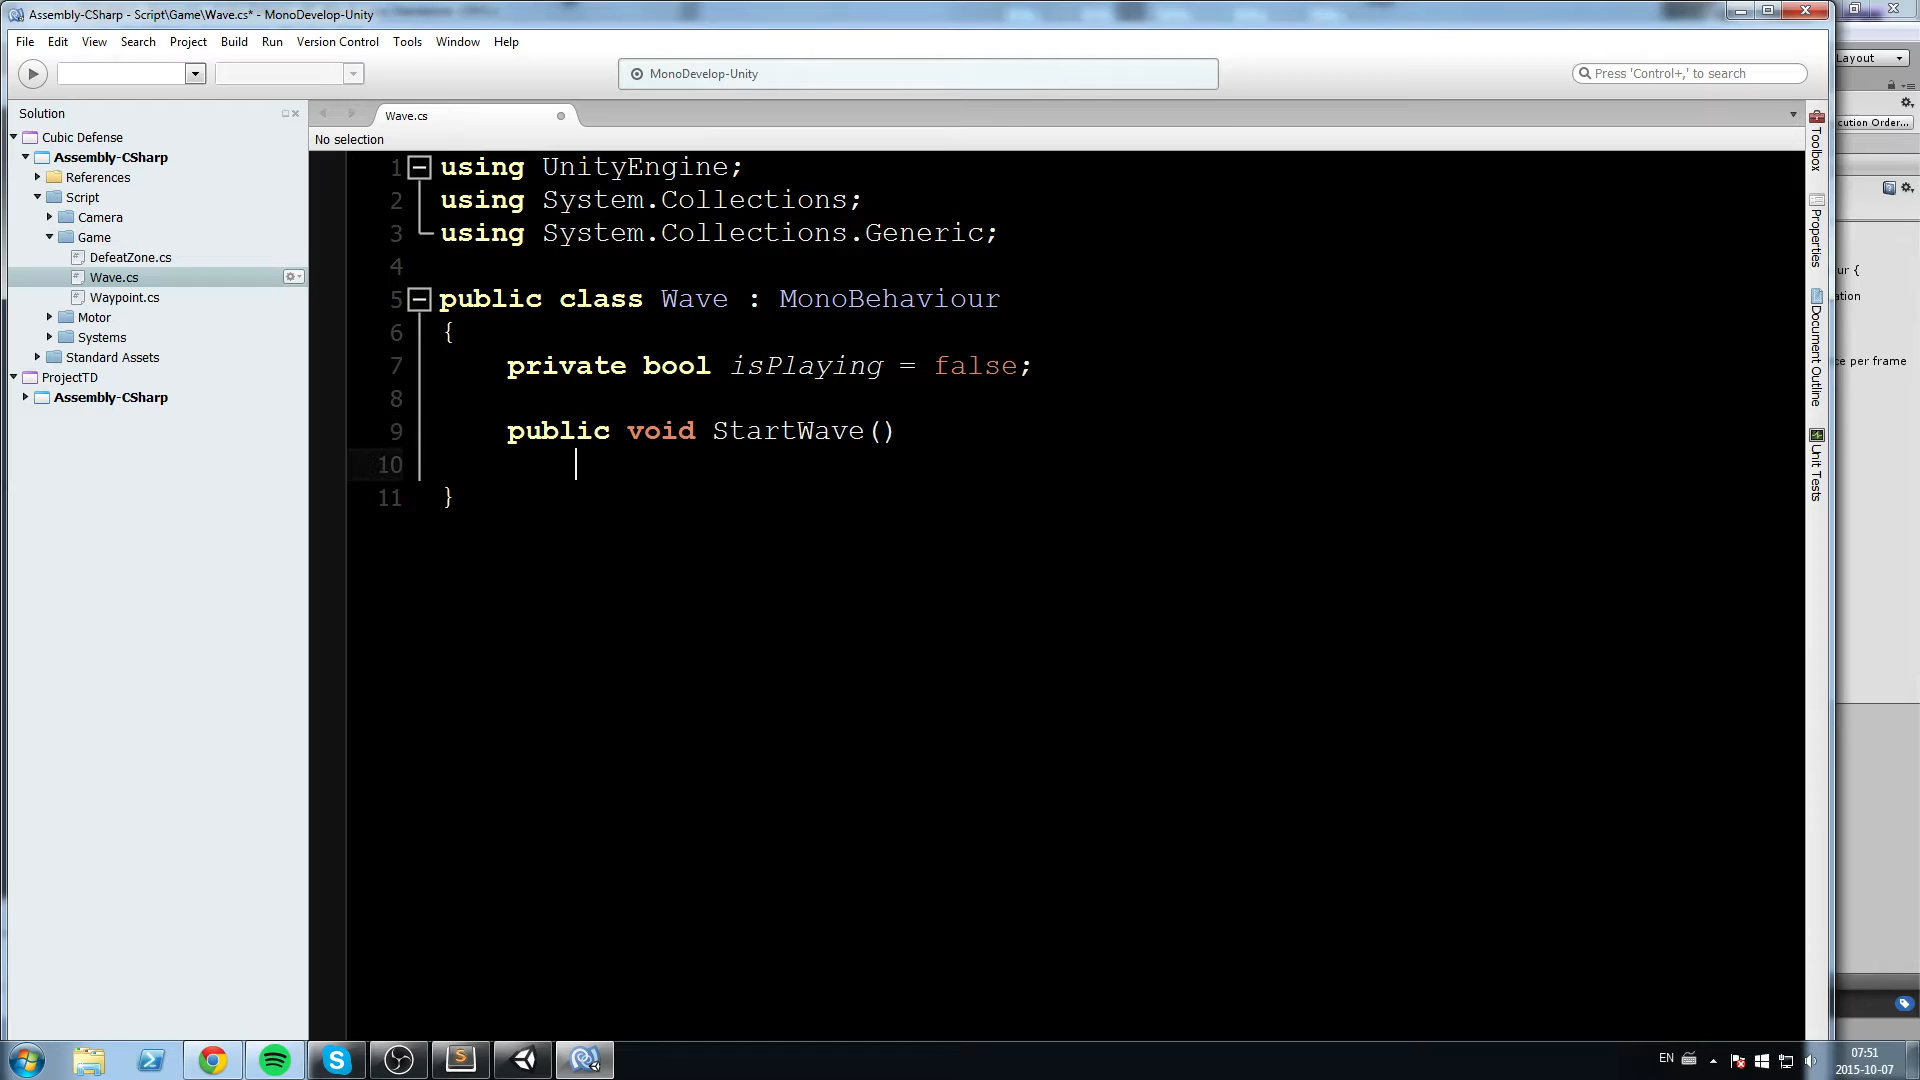 Assembly-CSharp - Script\Game\Wave.cs* - MonoDevelop-Unity
File Edit View Search Project Build Run Version Control Tools Window Help
Layout
MonoDevelop-Unity
Press 'Control+,' to search
Solution
Wave.cs
cution Order...
No selection
Cubic Defense
Assembly-CSharp
References
Script
Camera
Game
DefeatZone.cs
Wave.cs
Waypoint.cs
Motor
Systems
Standard Assets
ProjectTD
Assembly-CSharp
1 using UnityEngine;
2 using System.Collections;
3 using System.Collections.Generic;
4
5 public class Wave : MonoBehaviour
6 {
7 private bool isPlaying = false;
8
9 public void StartWave()
10
11 }
Toolbox
Properties
Document Outline
Unit Tests
ur {
ation
ce per frame
EN
07:51
2015-10-07